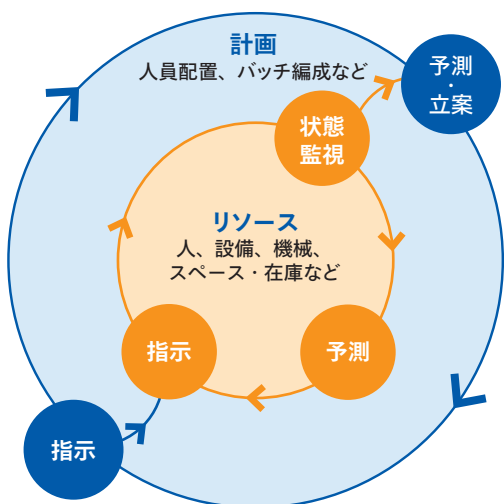 計画
人員配置、バッチ編成など
予測
・
立案
状態
監視
リソース
人、設備、機械、
スペース・在庫など
指示
予測
指示